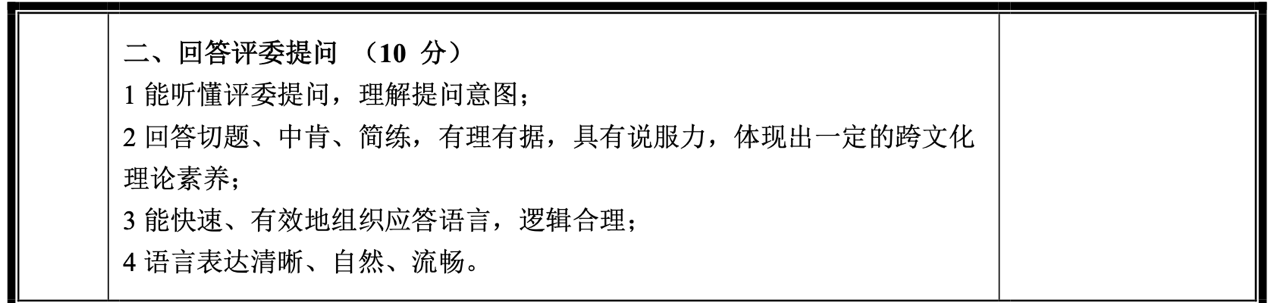 二、回答评委提问 （10 分）
1 能听懂评委提问，理解提问意图；
2 回答切题、中肯、简练，有理有据，具有说服力，体现出一定的跨文化
理论素养；
3 能快速、有效地组织应答语言，逻辑合理；
4 语言表达清晰、自然、流畅。